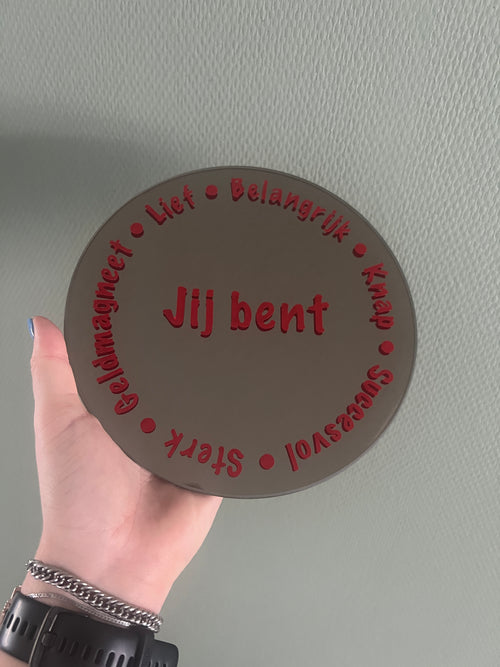 Jij bent
Lief • Belangrijk • Knap • Succesvol • Sterk • Geldmagneet •